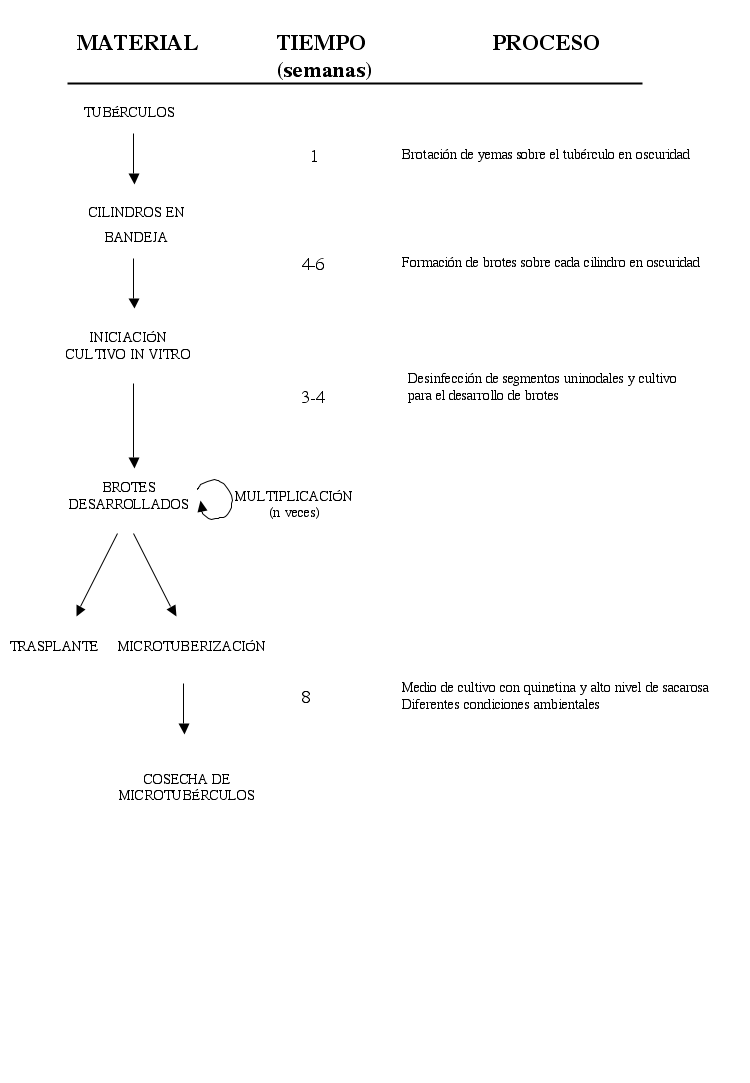 MATERIAL TIEMPO PROCESO
(semanas)
TUBÉRCULOS
1 Brotación de yemas sobre el tubérculo en oscuridad
CILINDROS EN
BANDEJA
4-6 Formación de brotes sobre cada cilindro en oscuridad
INICIACIÓN
CULTIVO IN VITRO
3-4 Desinfección de segmentos uninodales y cultivo
para el desarrollo de brotes
BROTES
DESARROLLADOS
MULTIPLICACIÓN
(n veces)
TRASPLANTE MICROTUBERIZACIÓN
8 Medio de cultivo con quinetina y alto nivel de sacarosa
Diferentes condiciones ambientales
COSECHA DE
MICROTUBÉRCULOS